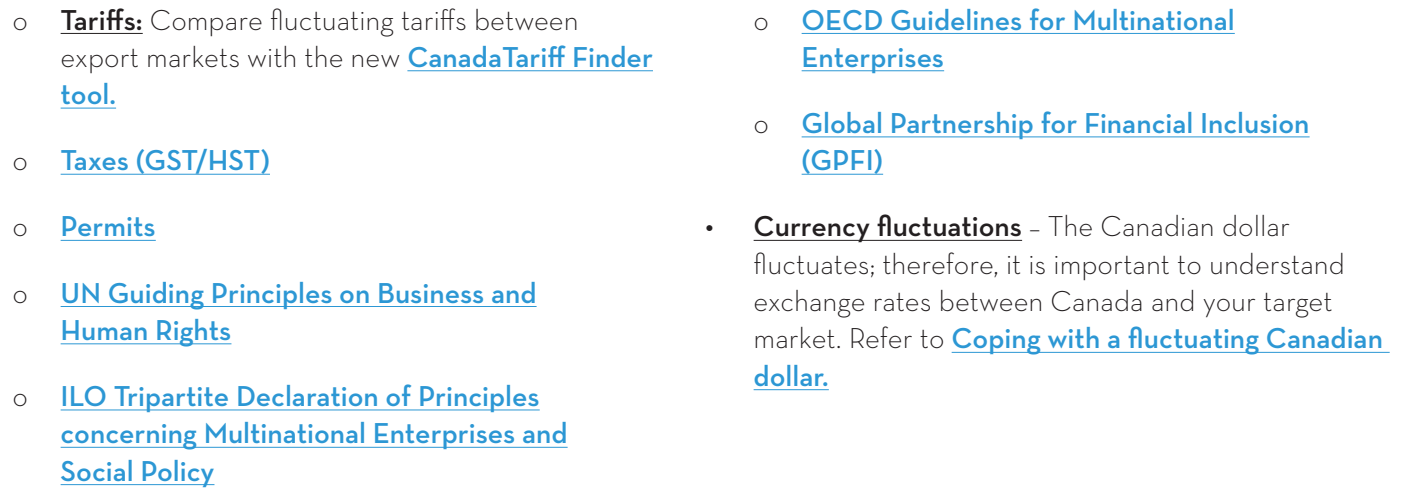 o Tariffs: Compare fluctuating tariffs between
export markets with the new CanadaTariff Finder
tool.
o Taxes (GST/HST)
o Permits
o UN Guiding Principles on Business and
Human Rights
o ILO Tripartite Declaration of Principles
concerning Multinational Enterprises and
Social Policy
o OECD Guidelines for Multinational
Enterprises
o Global Partnership for Financial Inclusion
(GPFI)
• Currency fluctuations – The Canadian dollar
fluctuates; therefore, it is important to understand
exchange rates between Canada and your target
market. Refer to Coping with a fluctuating Canadian
dollar.